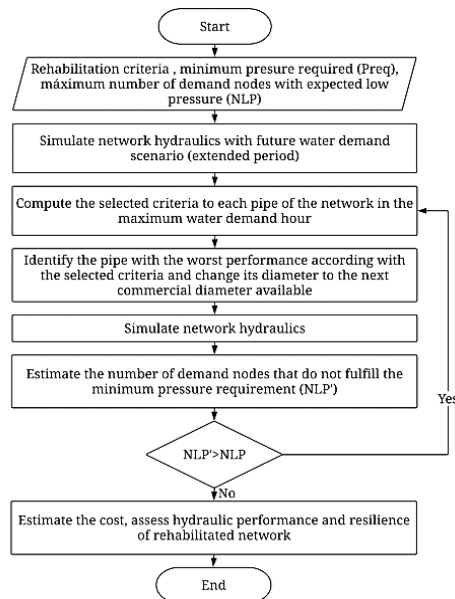 Start
Rehabilitation criteria , minimum presure required (Preq),
máximum number of demand nodes with expected low
pressure (NLP)
Simulate network hydraulics with future water demand
scenario (extended period)
Compute the selected criteria to each pipe of the network in the
maximum water demand hour
Identify the pipe with the worst performance according with
the selected criteria and change its diameter to the next
commercial diameter available
Simulate network hydraulics
Estimate the number of demand nodes that do not fulfill the
minimum pressure requirement (NLP')
Yes
NLP'>NLP
No
Estimate the cost, assess hydraulic performance and resilience
of rehabilitated network
End